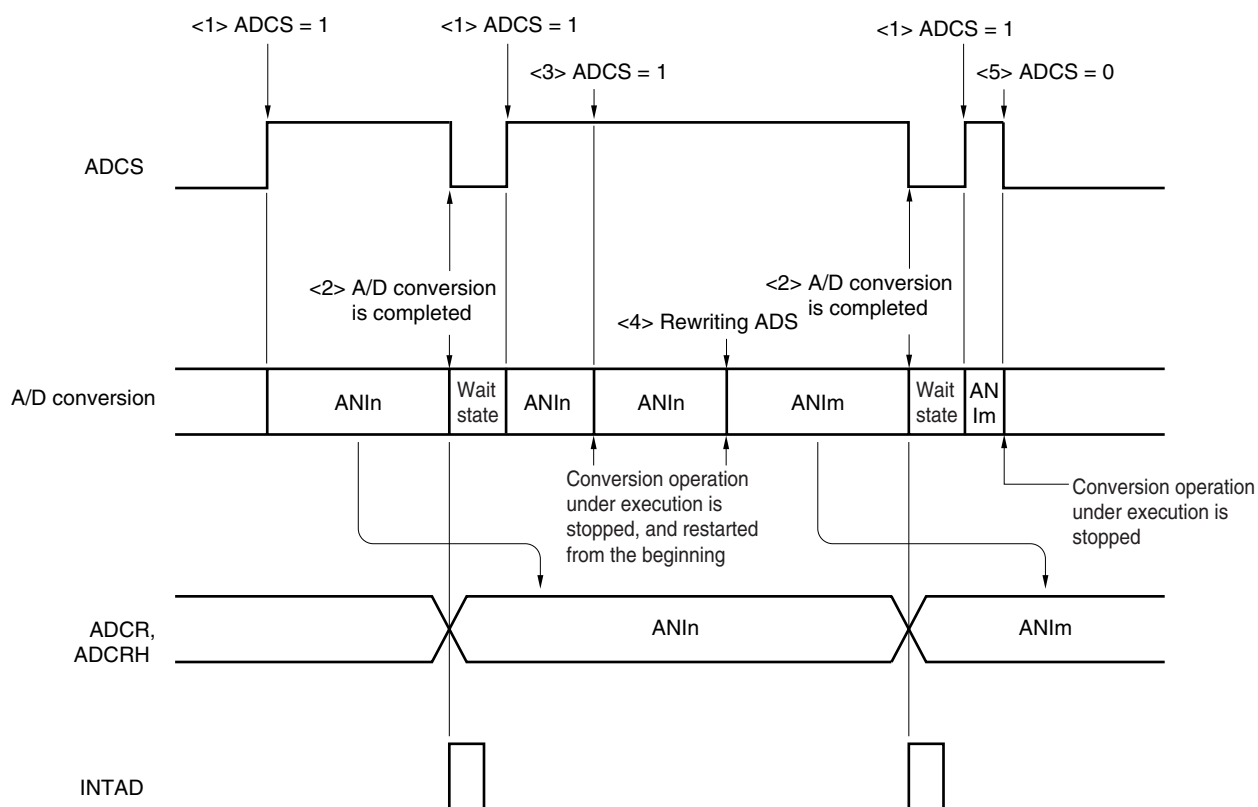 <1> ADCS = 1
<1> ADCS = 1
<1> ADCS = 1
<3> ADCS = 1
<5> ADCS = 0
ADCS
<2> A/D conversion
is completed
<2> A/D conversion
is completed
<4> Rewriting ADS
A/D conversion
ANIn
Wait
state
ANIn
ANIn
ANIm
Wait
state
AN
Im
Conversion operation
under execution is
stopped, and restarted
from the beginning
Conversion operation
under execution is
stopped
ADCR,
ADCRH
ANIn
ANIm
INTAD